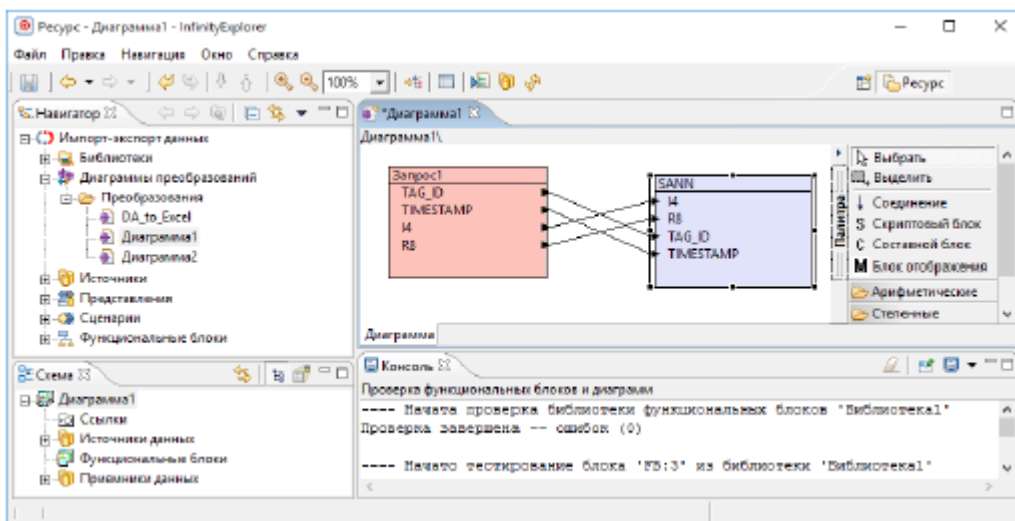 Ресурс - Диаграмма1 - InfinityExplorer
Файл Правка Навигация Окно Справка
100%
Ресурс
Навигатор
Импорт-экспорт данных
Библиотеки
Диаграммы преобразований
Преобразования
DA_to_Excel
Диаграмма1
Диаграмма2
Источники
Представления
Сценарии
Функциональные блоки
*Диаграмма1
Диаграмма1\
Запрос1
TAG_ID
TIMESTAMP
I4
R8
SANN
I4
R8
TAG_ID
TIMESTAMP
Палитра
Выбрать
Выделить
Соединение
S Скриптовый блок
C Составной блок
M Блок отображения
Арифметические
Степенные
Диаграмма
Схема
Диаграмма1
Ссылки
Источники данных
Функциональные блоки
Приемники данных
Консоль
Проверка функциональных блоков и диаграмм
---- Начата проверка библиотеки функциональных блоков 'Библиотека1'
Проверка завершена -- ошибок (0)
---- Начато тестирование блока 'FB:3' из библиотеки 'Библиотека1'